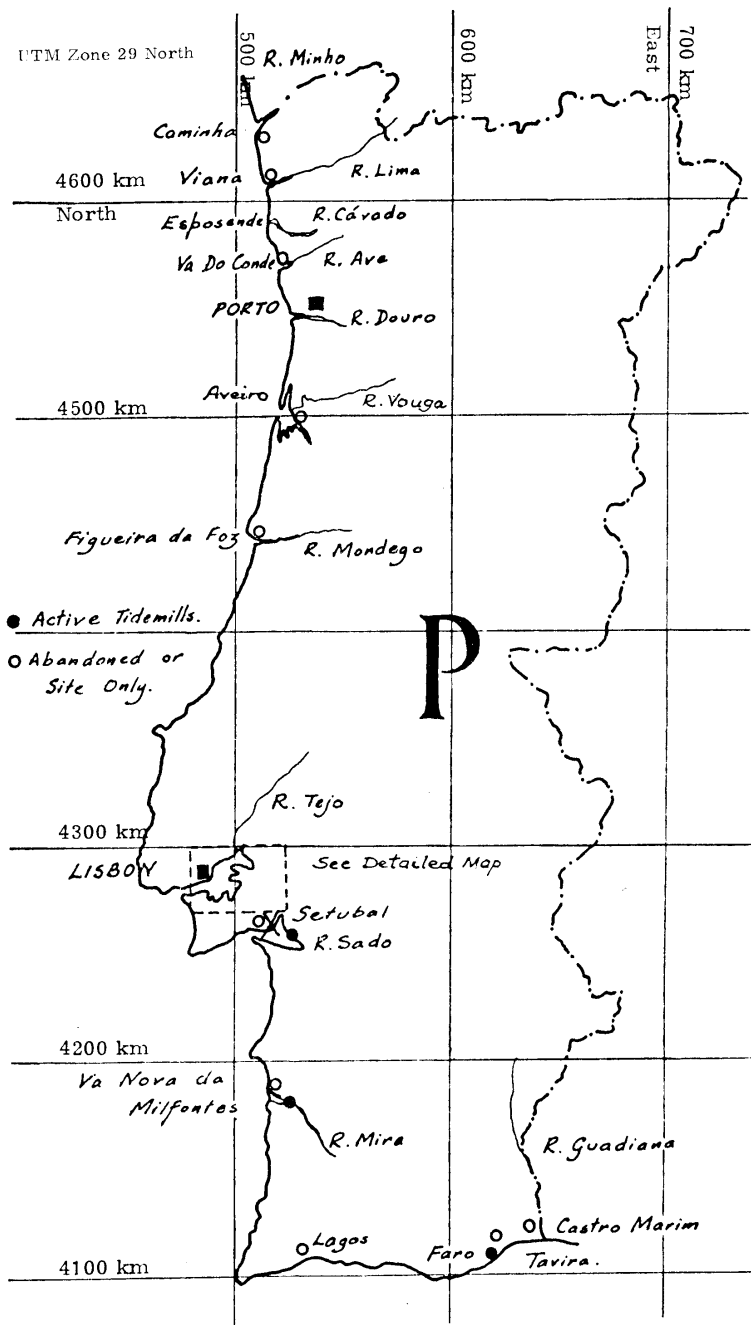 UTM Zone 29 North
500 km
600 km
700 km
East
R. Minho
Caminha
Viana
R. Lima
4600 km
North
Esposende
R. Cávado
Va Do Conde
R. Ave
PORTO
R. Douro
Aveiro
R. Vouga
4500 km
Figueira da Foz
R. Mondego
Active Tidemills.
Abandoned or
Site Only.
P
R. Tejo
4300 km
LISBON
See Detailed Map
Setubal
R. Sado
4200 km
Va Nova da
Milfontes
R. Mira
R. Guadiana
Castro Marim
Lagos
Faro
Tavira.
4100 km